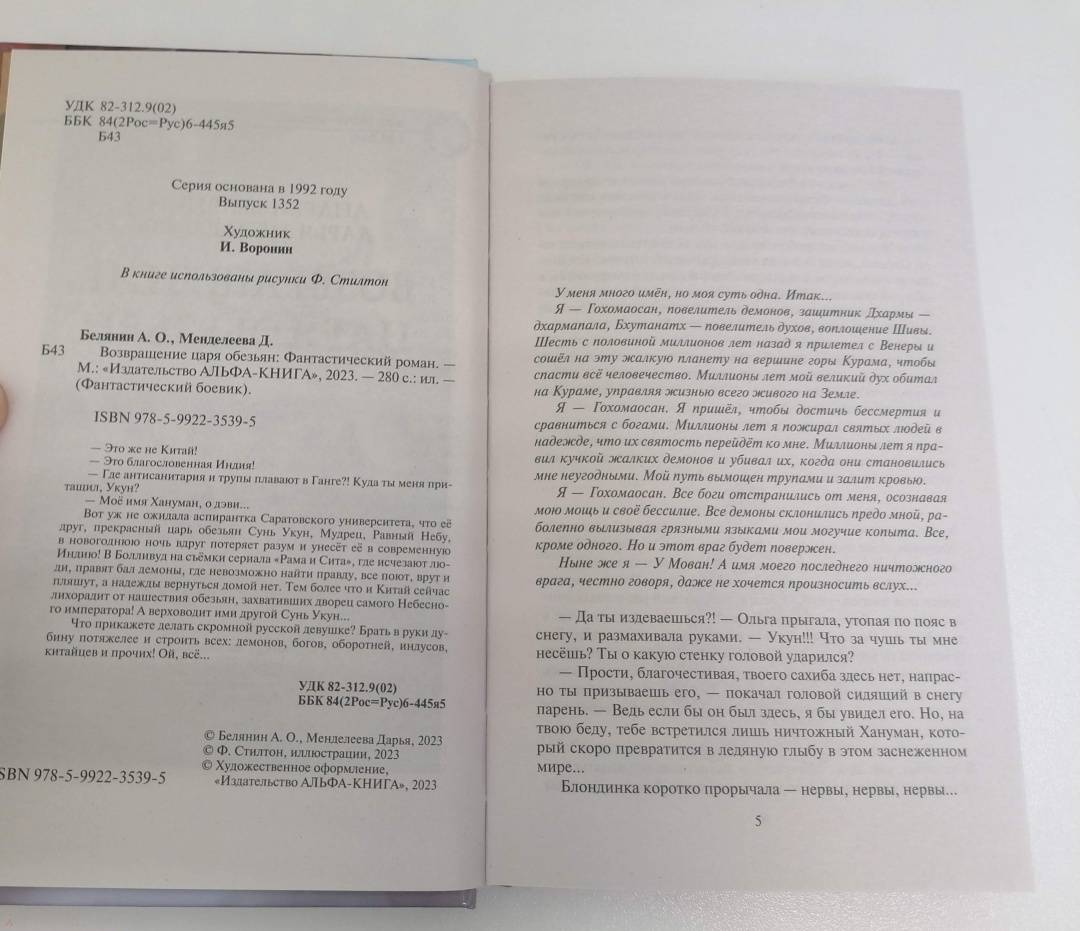 УДК 82-312.9(02)
ББК 84(2Рос=Рус)6-445я5
Б43
Серия основана в 1992 году
Выпуск 1352
Художник
И. Воронин
В книге использованы рисунки Ф. Стилтон
Белянин А. О., Менделеева Д.
Б43 Возвращение царя обезьян: Фантастический роман. —
М.: «Издательство АЛЬФА-КНИГА», 2023. — 280 с.: ил. —
(Фантастический боевик).
ISBN 978-5-9922-3539-5
— Это же не Китай!
— Это благословенная Индия!
— Где антисанитария и трупы плавают в Ганге?! Куда ты меня при-
тащил, Укун?
— Моё имя Хануман, о дэви...
Вот уж не ожидала аспирантка Саратовского университета, что её
друг, прекрасный царь обезьян Сунь Укун, Мудрец, Равный Небу,
в новогоднюю ночь вдруг потеряет разум и унесёт её в современную
Индию! В Болливуд на съёмки сериала «Рама и Сита», где исчезают лю-
ди, правят бал демоны, где невозможно найти правду, все поют, врут и
пляшут, а надежды вернуться домой нет. Тем более что и Китай сейчас
лихорадит от нашествия обезьян, захвативших дворец самого Небесно-
го императора! А верховодит ими другой Сунь Укун...
Что прикажете делать скромной русской девушке? Брать в руки ду-
бину потяжелее и строить всех: демонов, богов, оборотней, индусов,
китайцев и прочих! Ой, всё...
УДК 82-312.9(02)
ББК 84(2Рос=Рус)6-445я5
© Белянин А. О., Менделеева Дарья, 2023
© Ф. Стилтон, иллюстрации, 2023
© Художественное оформление,
ISBN 978-5-9922-3539-5 «Издательство АЛЬФА-КНИГА», 2023
У меня много имён, но моя суть одна. Итак...
Я — Гохомаосан, повелитель демонов, защитник Дхармы —
дхармапала, Бхутанатх — повелитель духов, воплощение Шивы.
Шесть с половиной миллионов лет назад я прилетел с Венеры и
сошёл на эту жалкую планету на вершине горы Курама, чтобы
спасти всё человечество. Миллионы лет мой великий дух обитал
на Кураме, управляя жизнью всего живого на Земле.
Я — Гохомаосан. Я пришёл, чтобы достичь бессмертия и
сравниться с богами. Миллионы лет я пожирал святых людей в
надежде, что их святость перейдёт ко мне. Миллионы лет я пра-
вил кучкой жалких демонов и убивал их, когда они становились
мне неугодными. Мой путь вымощен трупами и залит кровью.
Я — Гохомаосан. Все боги отстранились от меня, осознавая
мою мощь и своё бессилие. Все демоны склонились предо мной, ра-
болепно вылизывая грязными языками мои могучие копыта. Все,
кроме одного. Но и этот враг будет повержен.
Ныне же я — У Мован! А имя моего последнего ничтожного
врага, честно говоря, даже не хочется произносить вслух...
— Да ты издеваешься?! — Ольга прыгала, утопая по пояс в
снегу, и размахивала руками. — Укун!!! Что за чушь ты мне
несёшь? Ты о какую стенку головой ударился?
— Прости, благочестивая, твоего сахиба здесь нет, напрас-
но ты призываешь его, — покачал головой сидящий в снегу
парень. — Ведь если бы он был здесь, я бы увидел его. Но, на
твою беду, тебе встретился лишь ничтожный Хануман, кото-
рый скоро превратится в ледяную глыбу в этом заснеженном
мире...
Блондинка коротко прорычала — нервы, нервы, нервы...
5